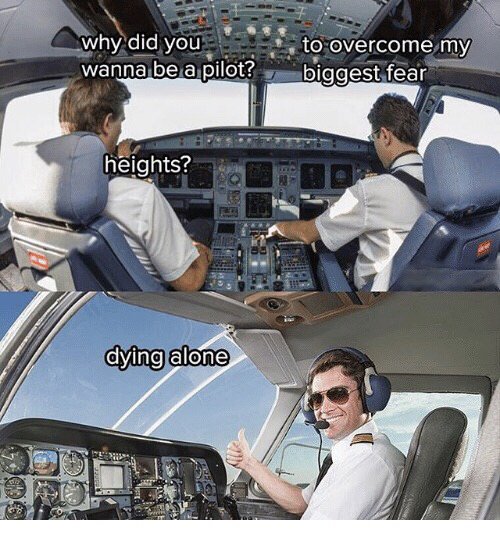 why did you
wanna be a pilot?
to overcome my
biggest fear
heights?
dying alone